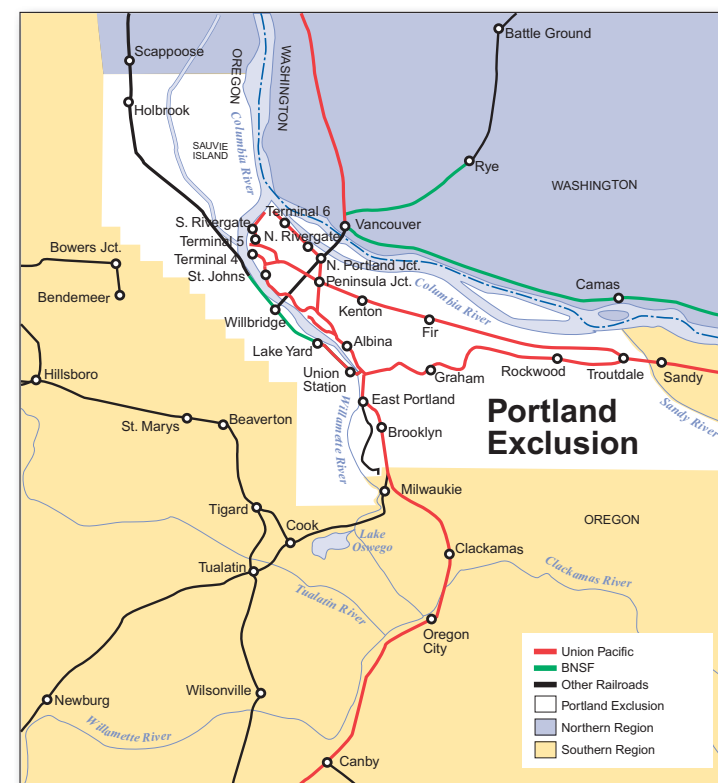 Battle Ground
Scappoose
OREGON
WASHINGTON
Holbrook
Columbia River
SAUVIE
ISLAND
Rye
WASHINGTON
Terminal 6
S. Rivergate
Vancouver
N. Rivergate
Terminal 5
Bowers Jct.
Terminal 4
N. Portland Jct.
St. Johns
Peninsula Jct.
Columbia River
Camas
Bendemeer
Kenton
Willbridge
Fir
Albina
Lake Yard
Hillsboro
Union
Station
Graham
Rockwood
Troutdale
Sandy
East Portland
Portland
Exclusion
Sandy River
St. Marys
Beaverton
Willamette River
Brooklyn
Milwaukie
Tigard
Cook
OREGON
Lake
Oswego
Clackamas
Tualatin
Clackamas River
Tualatin River
Oregon
City
Union Pacific
BNSF
Other Railroads
Portland Exclusion
Northern Region
Southern Region
Newburg
Wilsonville
Willamette River
Canby